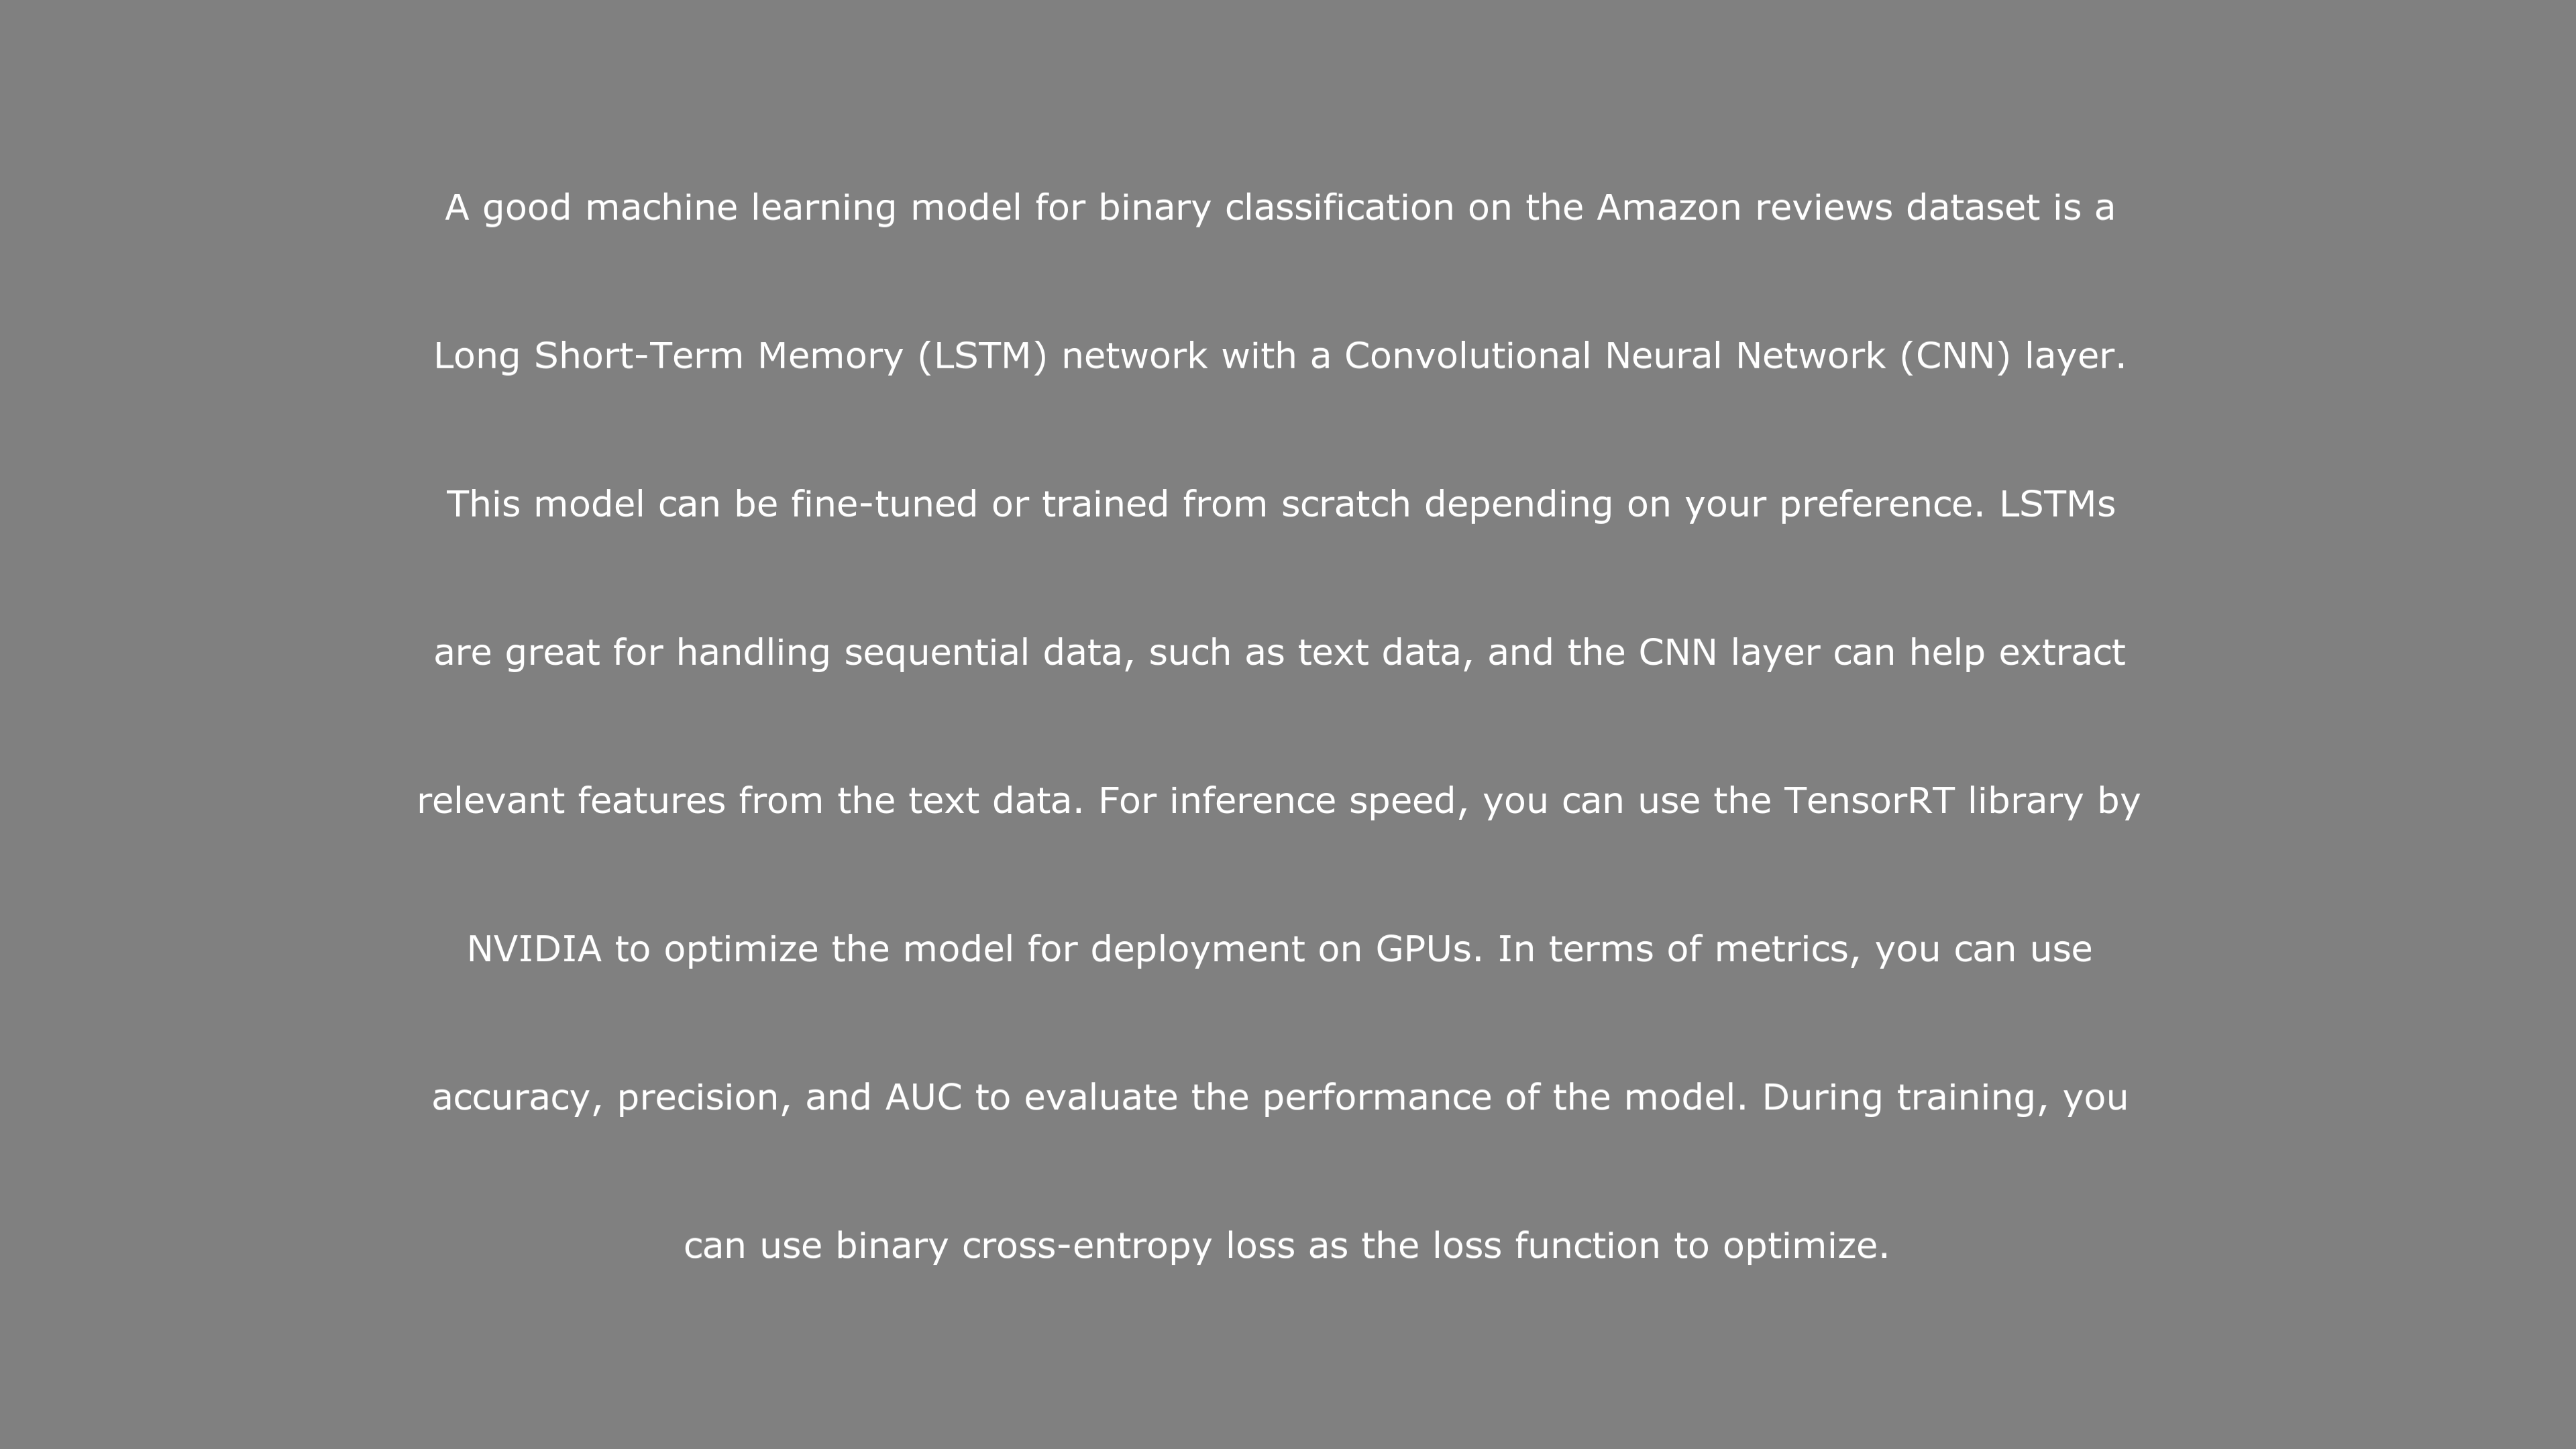 A good machine learning model for binary classification on the Amazon reviews dataset is a
Long Short-Term Memory (LSTM) network with a Convolutional Neural Network (CNN) layer.
This model can be fine-tuned or trained from scratch depending on your preference. LSTMs
are great for handling sequential data, such as text data, and the CNN layer can help extract
relevant features from the text data. For inference speed, you can use the TensorRT library by
NVIDIA to optimize the model for deployment on GPUs. In terms of metrics, you can use
accuracy, precision, and AUC to evaluate the performance of the model. During training, you
can use binary cross-entropy loss as the loss function to optimize.